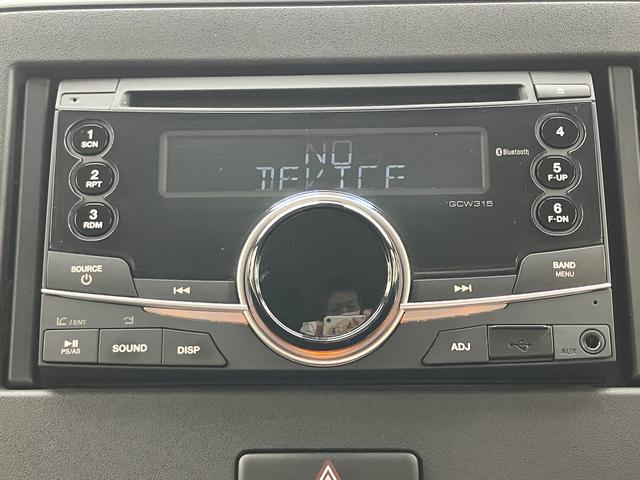 1
SCN
2
RPT
3
RDM
NO
DEVICE
Bluetooth
GCW315
4
5
F-UP
6
F-DN
SOURCE
BAND
MENU
/ ENT
PS/AS
SOUND
DISP
ADJ
AUX